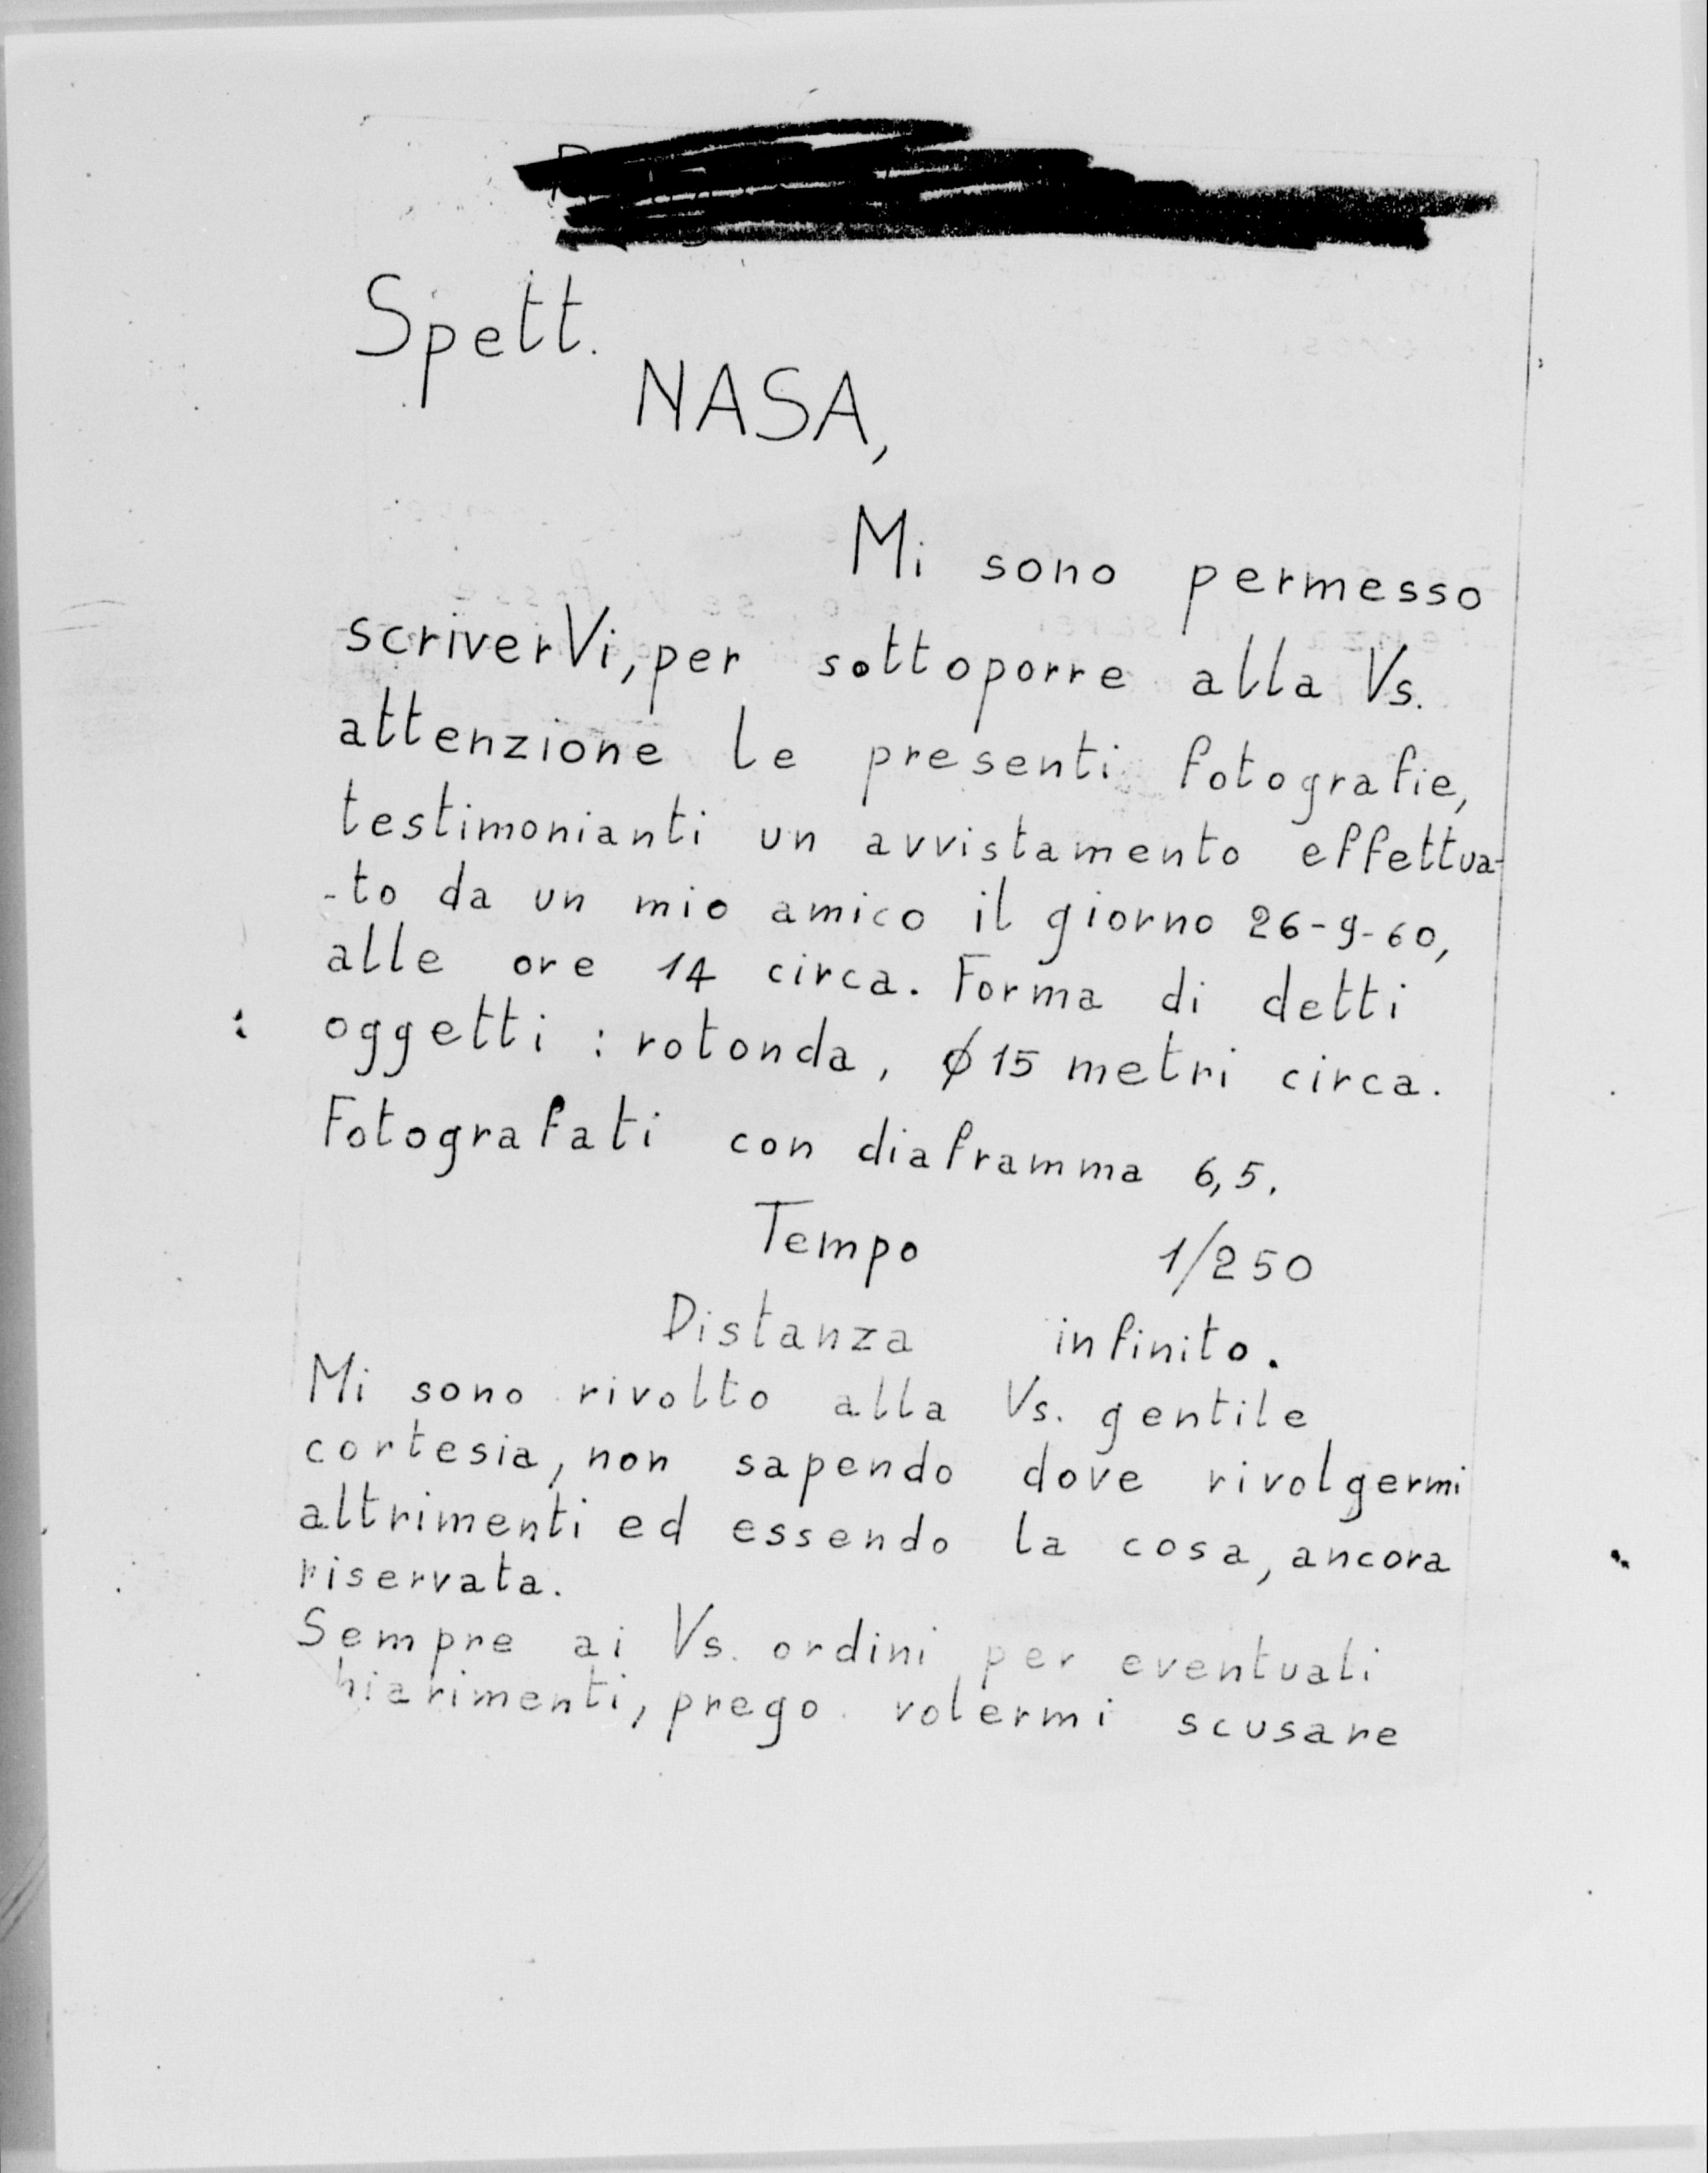 Spett.
NASA,
Mi sono permesso
scriverVi, per sottoporre alla Vs.
attenzione le presenti fotografie,
testimonianti un avvistamento effettua-
-to da un mio amico il giorno 26-9-60,
alle ore 14 circa. Forma di detti
oggetti : rotonda, ϕ 15 metri circa.
Fotografati con diaframma 6,5.
Tempo 1/250
Distanza infinito.
Mi sono rivolto alla Vs. gentile
cortesia, non sapendo dove rivolgermi
altrimenti ed essendo la cosa, ancora
riservata.
Sempre ai Vs. ordini per eventuali
hiarimenti, prego volermi scusare